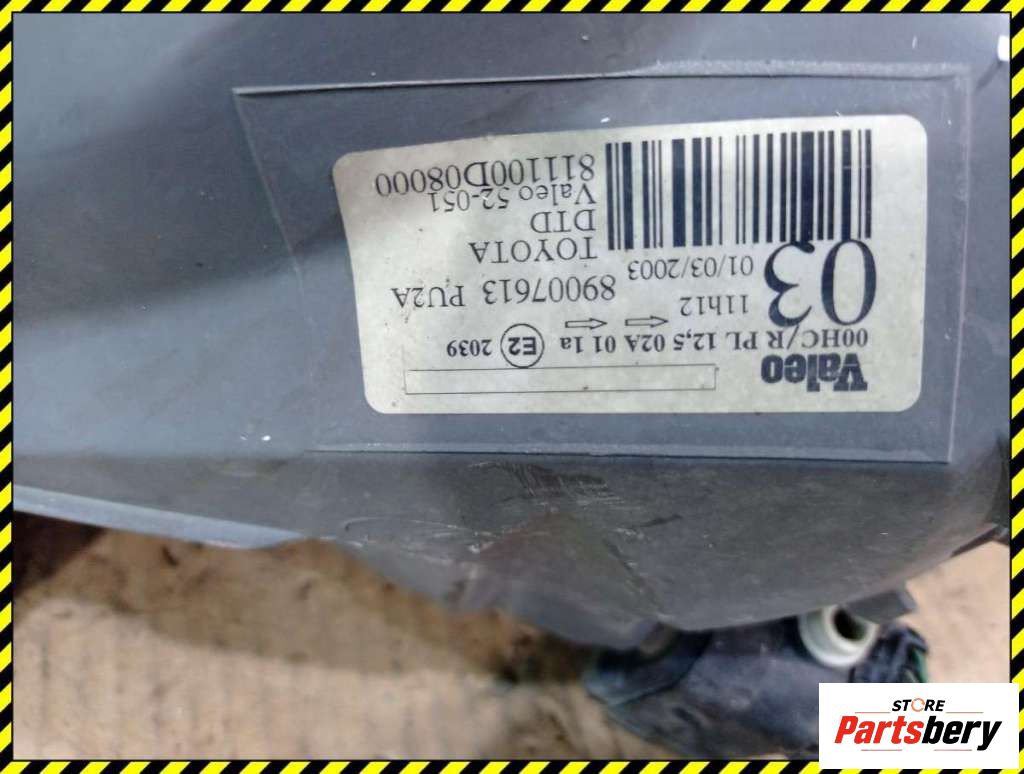 Valeo
00HC/R PL 12,5 02A 01 1a E2 2039
03
11h12
01/03/2003
89007613 PU2A
TOYOTA
DTD
Valeo 52-051
811100D08000
STORE
Partsbery